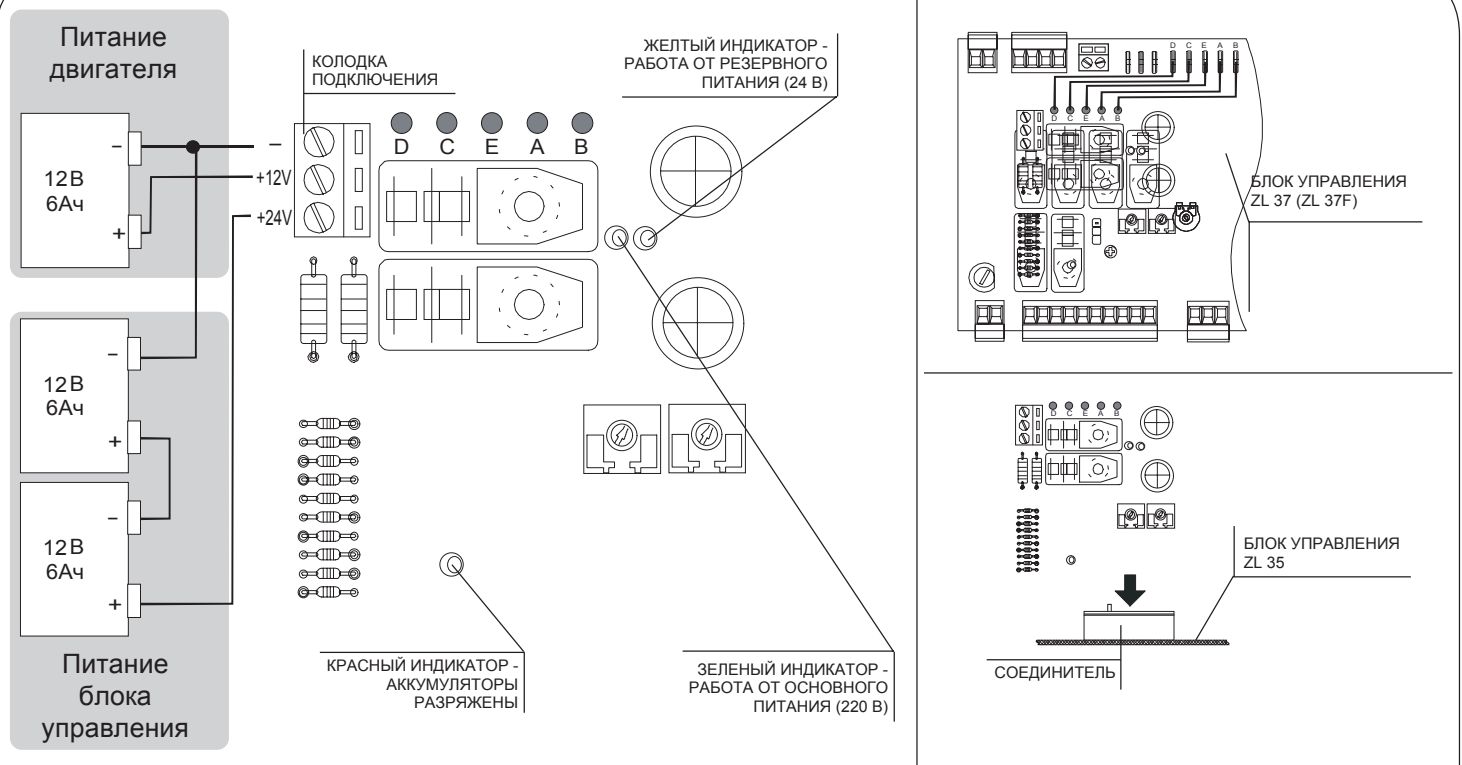 Питание
двигателя
–
12В
6Ач
+
–
12В
6Ач
+
–
12В
6Ач
+
Питание
блока
управления
КОЛОДКА
ПОДКЛЮЧЕНИЯ
–
+12V
+24V
D C E A B
ЖЕЛТЫЙ ИНДИКАТОР -
РАБОТА ОТ РЕЗЕРВНОГО
ПИТАНИЯ (24 В)
КРАСНЫЙ ИНДИКАТОР -
АККУМУЛЯТОРЫ
РАЗРЯЖЕНЫ
ЗЕЛЕНЫЙ ИНДИКАТОР -
РАБОТА ОТ ОСНОВНОГО
ПИТАНИЯ (220 В)
D C E A B
D C E A B
БЛОК УПРАВЛЕНИЯ
ZL 37 (ZL 37F)
D C E A B
БЛОК УПРАВЛЕНИЯ
ZL 35
СОЕДИНИТЕЛЬ